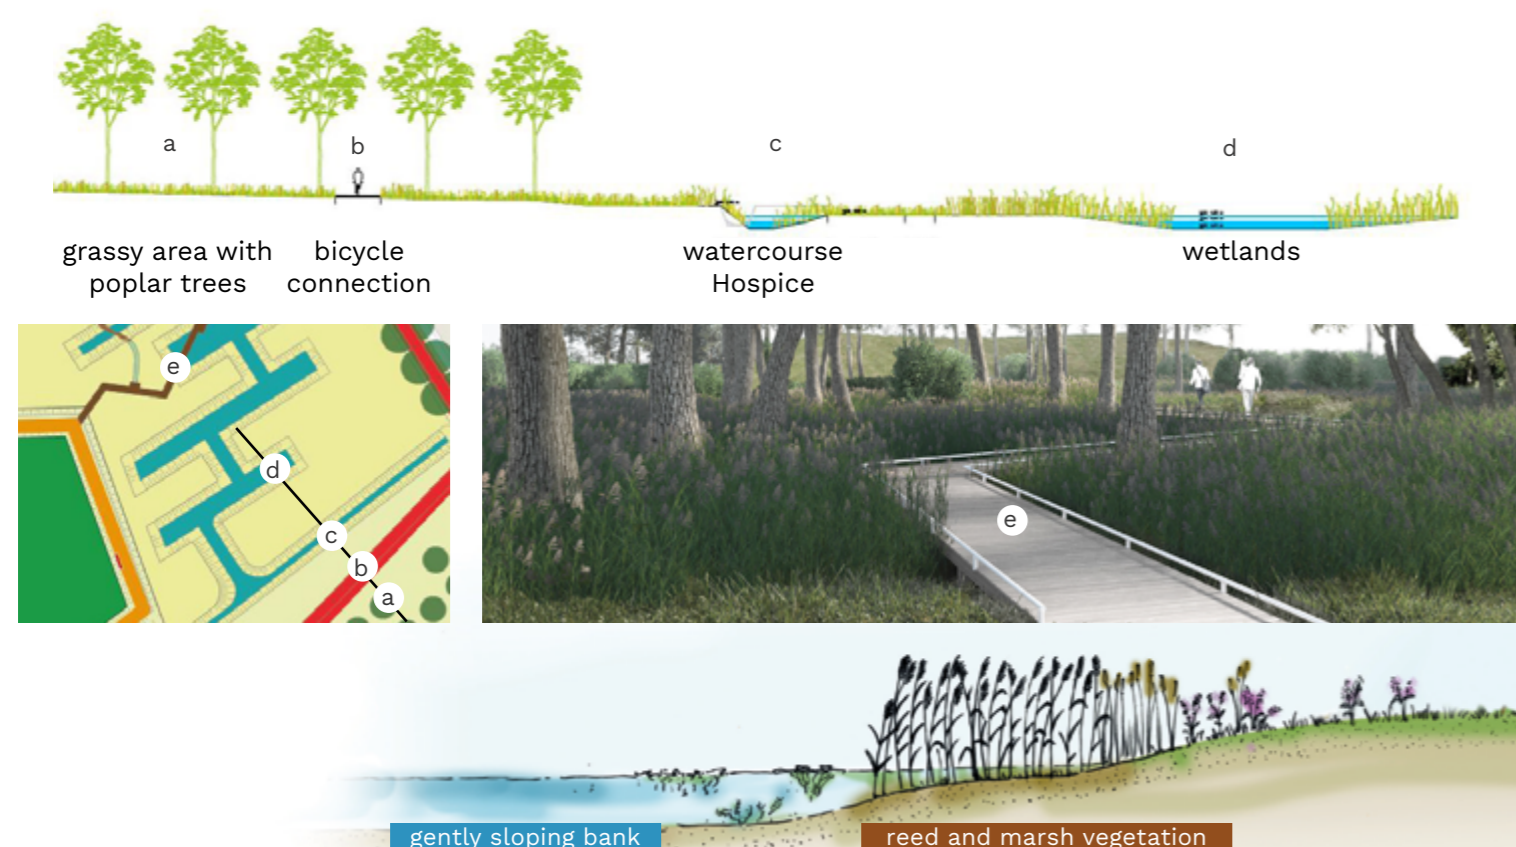 a
b
c
d
grassy area with
poplar trees
bicycle
connection
watercourse
Hospice
wetlands
e
d
c
b
a
e
gently sloping bank
reed and marsh vegetation